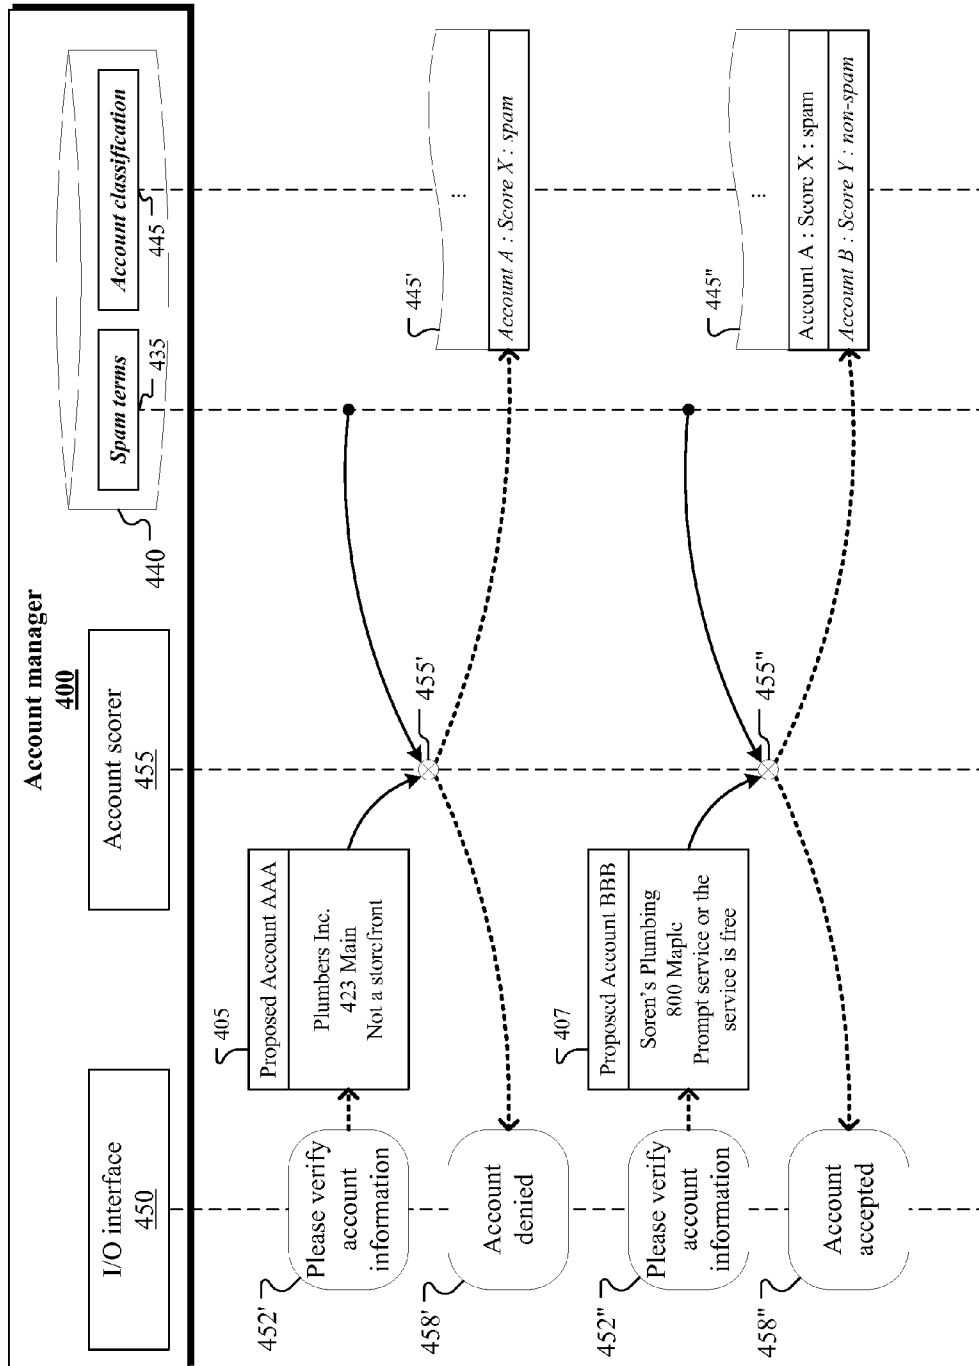 Account manager
400
I/O interface
450
Account scorer
455
440
Spam terms
435
Account classification
445
452'
Please verify
account
information
405
Proposed Account AAA
Plumbers Inc.
423 Main
Not a storefront
455'
445'
...
Account A : Score X : spam
458'
Account
denied
452"
Please verify
account
information
407
Proposed Account BBB
Soren's Plumbing
800 Maple
Prompt service or the
service is free
455"
445"
...
Account A : Score X : spam
Account B : Score Y : non-spam
458"
Account
accepted